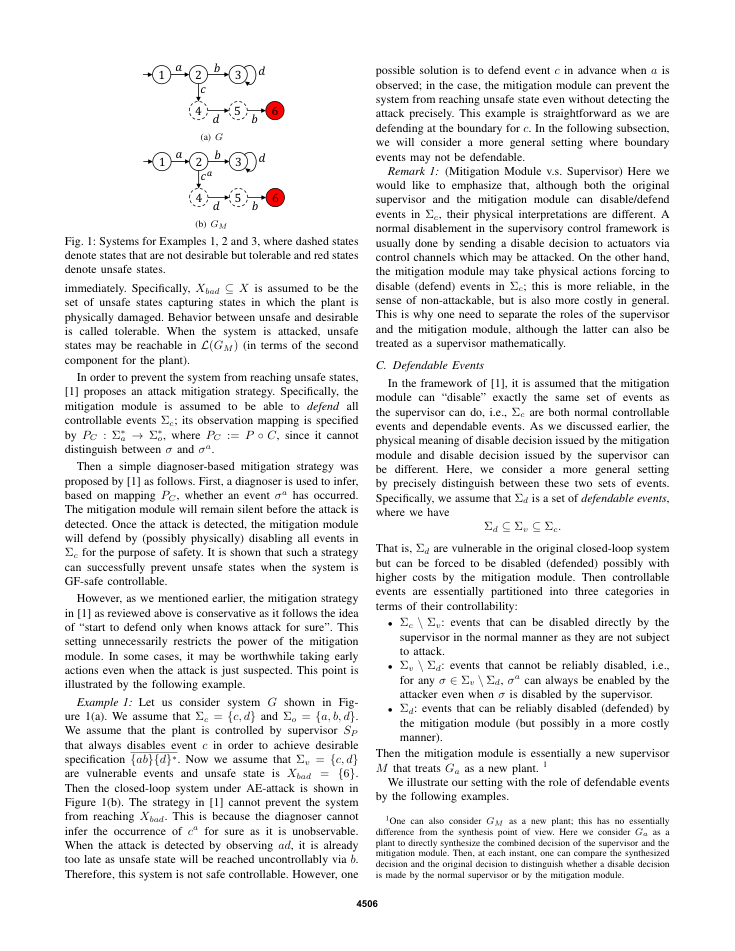 1 a 2 b 3 d
c
4 d 5 b 6
(a) G
1 a 2 b 3 d
cᵃ
4 d 5 b 6
(b) G_M
Fig. 1: Systems for Examples 1, 2 and 3, where dashed states
denote states that are not desirable but tolerable and red states
denote unsafe states.
immediately. Specifically, X_bad ⊆ X is assumed to be the
set of unsafe states capturing states in which the plant is
physically damaged. Behavior between unsafe and desirable
is called tolerable. When the system is attacked, unsafe
states may be reachable in L(G_M) (in terms of the second
component for the plant).
In order to prevent the system from reaching unsafe states,
[1] proposes an attack mitigation strategy. Specifically, the
mitigation module is assumed to be able to defend all
controllable events Σ_c; its observation mapping is specified
by P_C : Σ_a^* → Σ_o^*, where P_C := P ∘ C, since it cannot
distinguish between σ and σᵃ.
Then a simple diagnoser-based mitigation strategy was
proposed by [1] as follows. First, a diagnoser is used to infer,
based on mapping P_C, whether an event σᵃ has occurred.
The mitigation module will remain silent before the attack is
detected. Once the attack is detected, the mitigation module
will defend by (possibly physically) disabling all events in
Σ_c for the purpose of safety. It is shown that such a strategy
can successfully prevent unsafe states when the system is
GF-safe controllable.
However, as we mentioned earlier, the mitigation strategy
in [1] as reviewed above is conservative as it follows the idea
of “start to defend only when knows attack for sure”. This
setting unnecessarily restricts the power of the mitigation
module. In some cases, it may be worthwhile taking early
actions even when the attack is just suspected. This point is
illustrated by the following example.
Example 1: Let us consider system G shown in Fig-
ure 1(a). We assume that Σ_c = {c, d} and Σ_o = {a, b, d}.
We assume that the plant is controlled by supervisor S_P
that always disables event c in order to achieve desirable
specification \overline{{ab}{d}^*}. Now we assume that Σ_v = {c, d}
are vulnerable events and unsafe state is X_bad = {6}.
Then the closed-loop system under AE-attack is shown in
Figure 1(b). The strategy in [1] cannot prevent the system
from reaching X_bad. This is because the diagnoser cannot
infer the occurrence of cᵃ for sure as it is unobservable.
When the attack is detected by observing ad, it is already
too late as unsafe state will be reached uncontrollably via b.
Therefore, this system is not safe controllable. However, one
possible solution is to defend event c in advance when a is
observed; in the case, the mitigation module can prevent the
system from reaching unsafe state even without detecting the
attack precisely. This example is straightforward as we are
defending at the boundary for c. In the following subsection,
we will consider a more general setting where boundary
events may not be defendable.
Remark 1: (Mitigation Module v.s. Supervisor) Here we
would like to emphasize that, although both the original
supervisor and the mitigation module can disable/defend
events in Σ_c, their physical interpretations are different. A
normal disablement in the supervisory control framework is
usually done by sending a disable decision to actuators via
control channels which may be attacked. On the other hand,
the mitigation module may take physical actions forcing to
disable (defend) events in Σ_c; this is more reliable, in the
sense of non-attackable, but is also more costly in general.
This is why one need to separate the roles of the supervisor
and the mitigation module, although the latter can also be
treated as a supervisor mathematically.
C. Defendable Events
In the framework of [1], it is assumed that the mitigation
module can “disable” exactly the same set of events as
the supervisor can do, i.e., Σ_c are both normal controllable
events and dependable events. As we discussed earlier, the
physical meaning of disable decision issued by the mitigation
module and disable decision issued by the supervisor can
be different. Here, we consider a more general setting
by precisely distinguish between these two sets of events.
Specifically, we assume that Σ_d is a set of defendable events,
where we have
Σ_d ⊆ Σ_v ⊆ Σ_c.
That is, Σ_d are vulnerable in the original closed-loop system
but can be forced to be disabled (defended) possibly with
higher costs by the mitigation module. Then controllable
events are essentially partitioned into three categories in
terms of their controllability:
• Σ_c \ Σ_v: events that can be disabled directly by the
supervisor in the normal manner as they are not subject
to attack.
• Σ_v \ Σ_d: events that cannot be reliably disabled, i.e.,
for any σ ∈ Σ_v \ Σ_d, σᵃ can always be enabled by the
attacker even when σ is disabled by the supervisor.
• Σ_d: events that can be reliably disabled (defended) by
the mitigation module (but possibly in a more costly
manner).
Then the mitigation module is essentially a new supervisor
M that treats G_a as a new plant. ¹
We illustrate our setting with the role of defendable events
by the following examples.
¹One can also consider G_M as a new plant; this has no essentially
difference from the synthesis point of view. Here we consider G_a as a
plant to directly synthesize the combined decision of the supervisor and the
mitigation module. Then, at each instant, one can compare the synthesized
decision and the original decision to distinguish whether a disable decision
is made by the normal supervisor or by the mitigation module.
4506